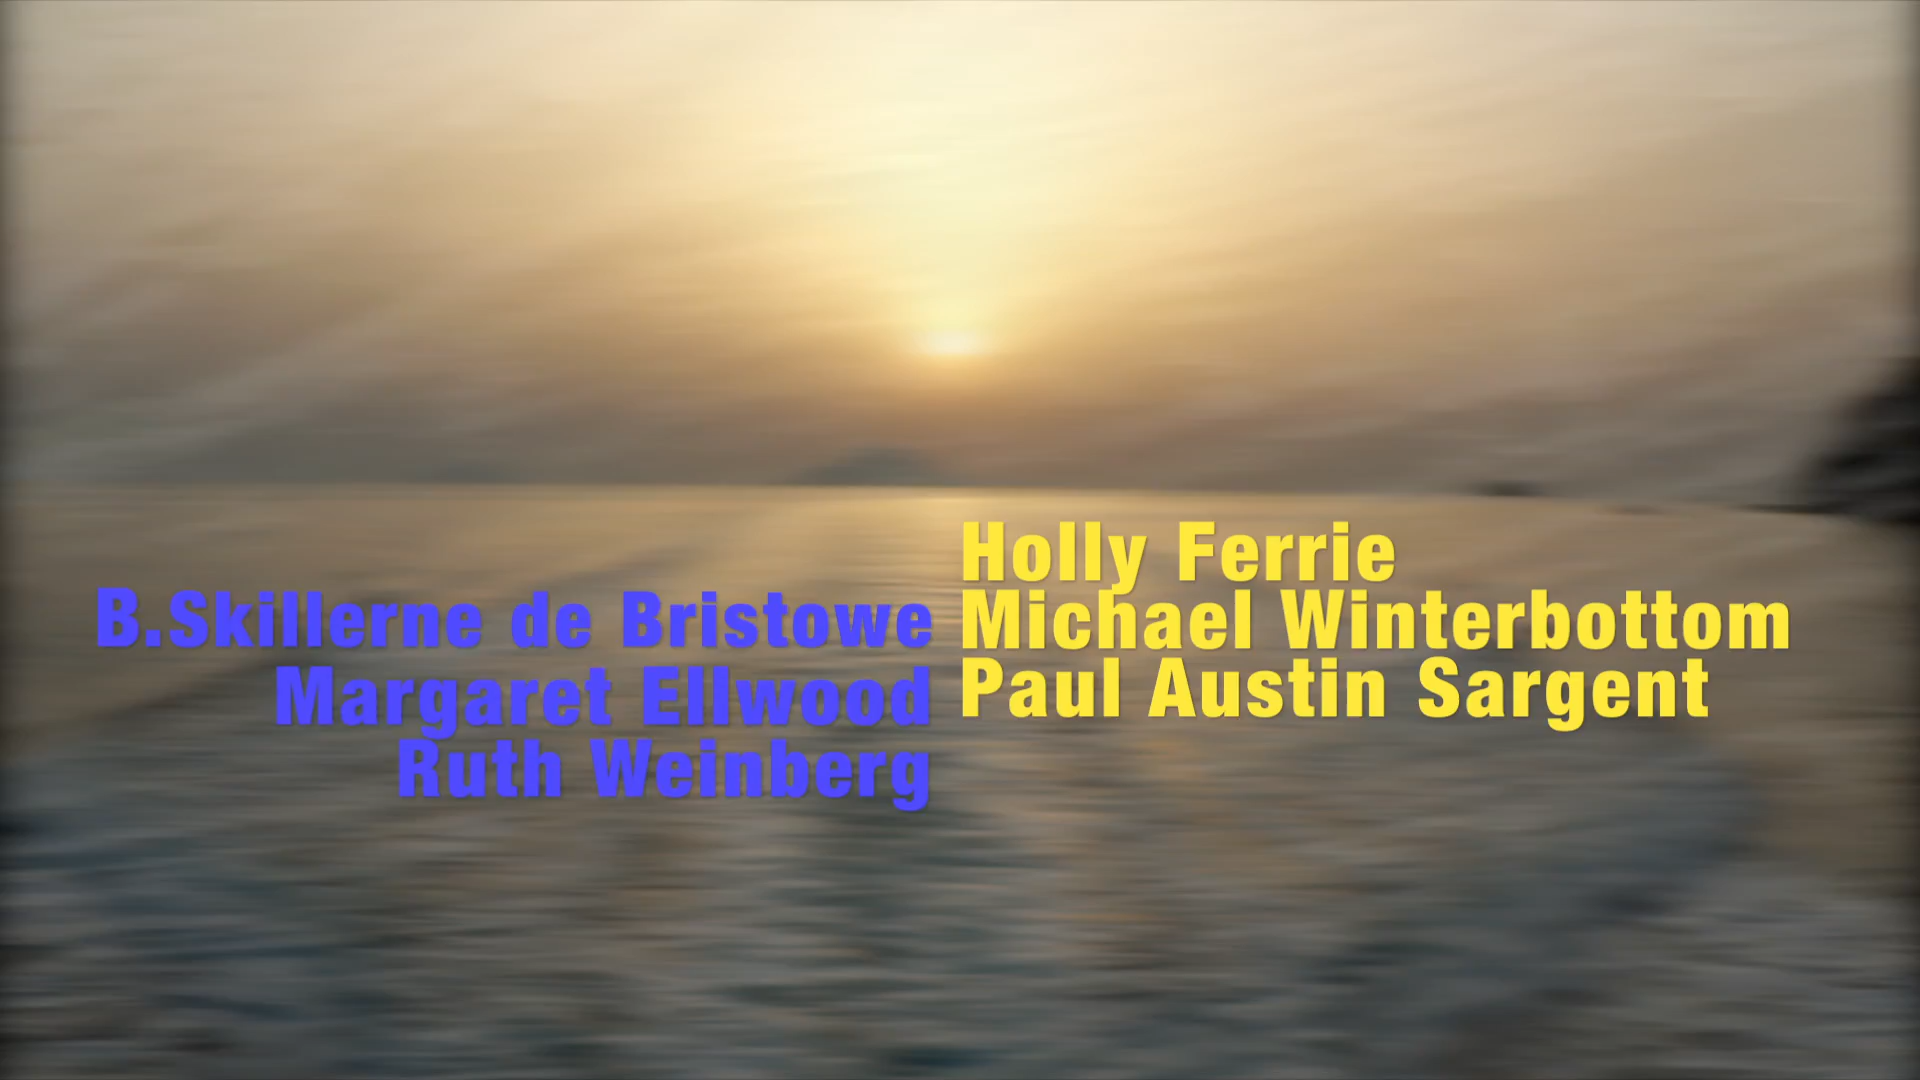 B.Skillerne de Bristowe
Margaret Ellwood
Ruth Weinberg
Holly Ferrie
Michael Winterbottom
Paul Austin Sargent